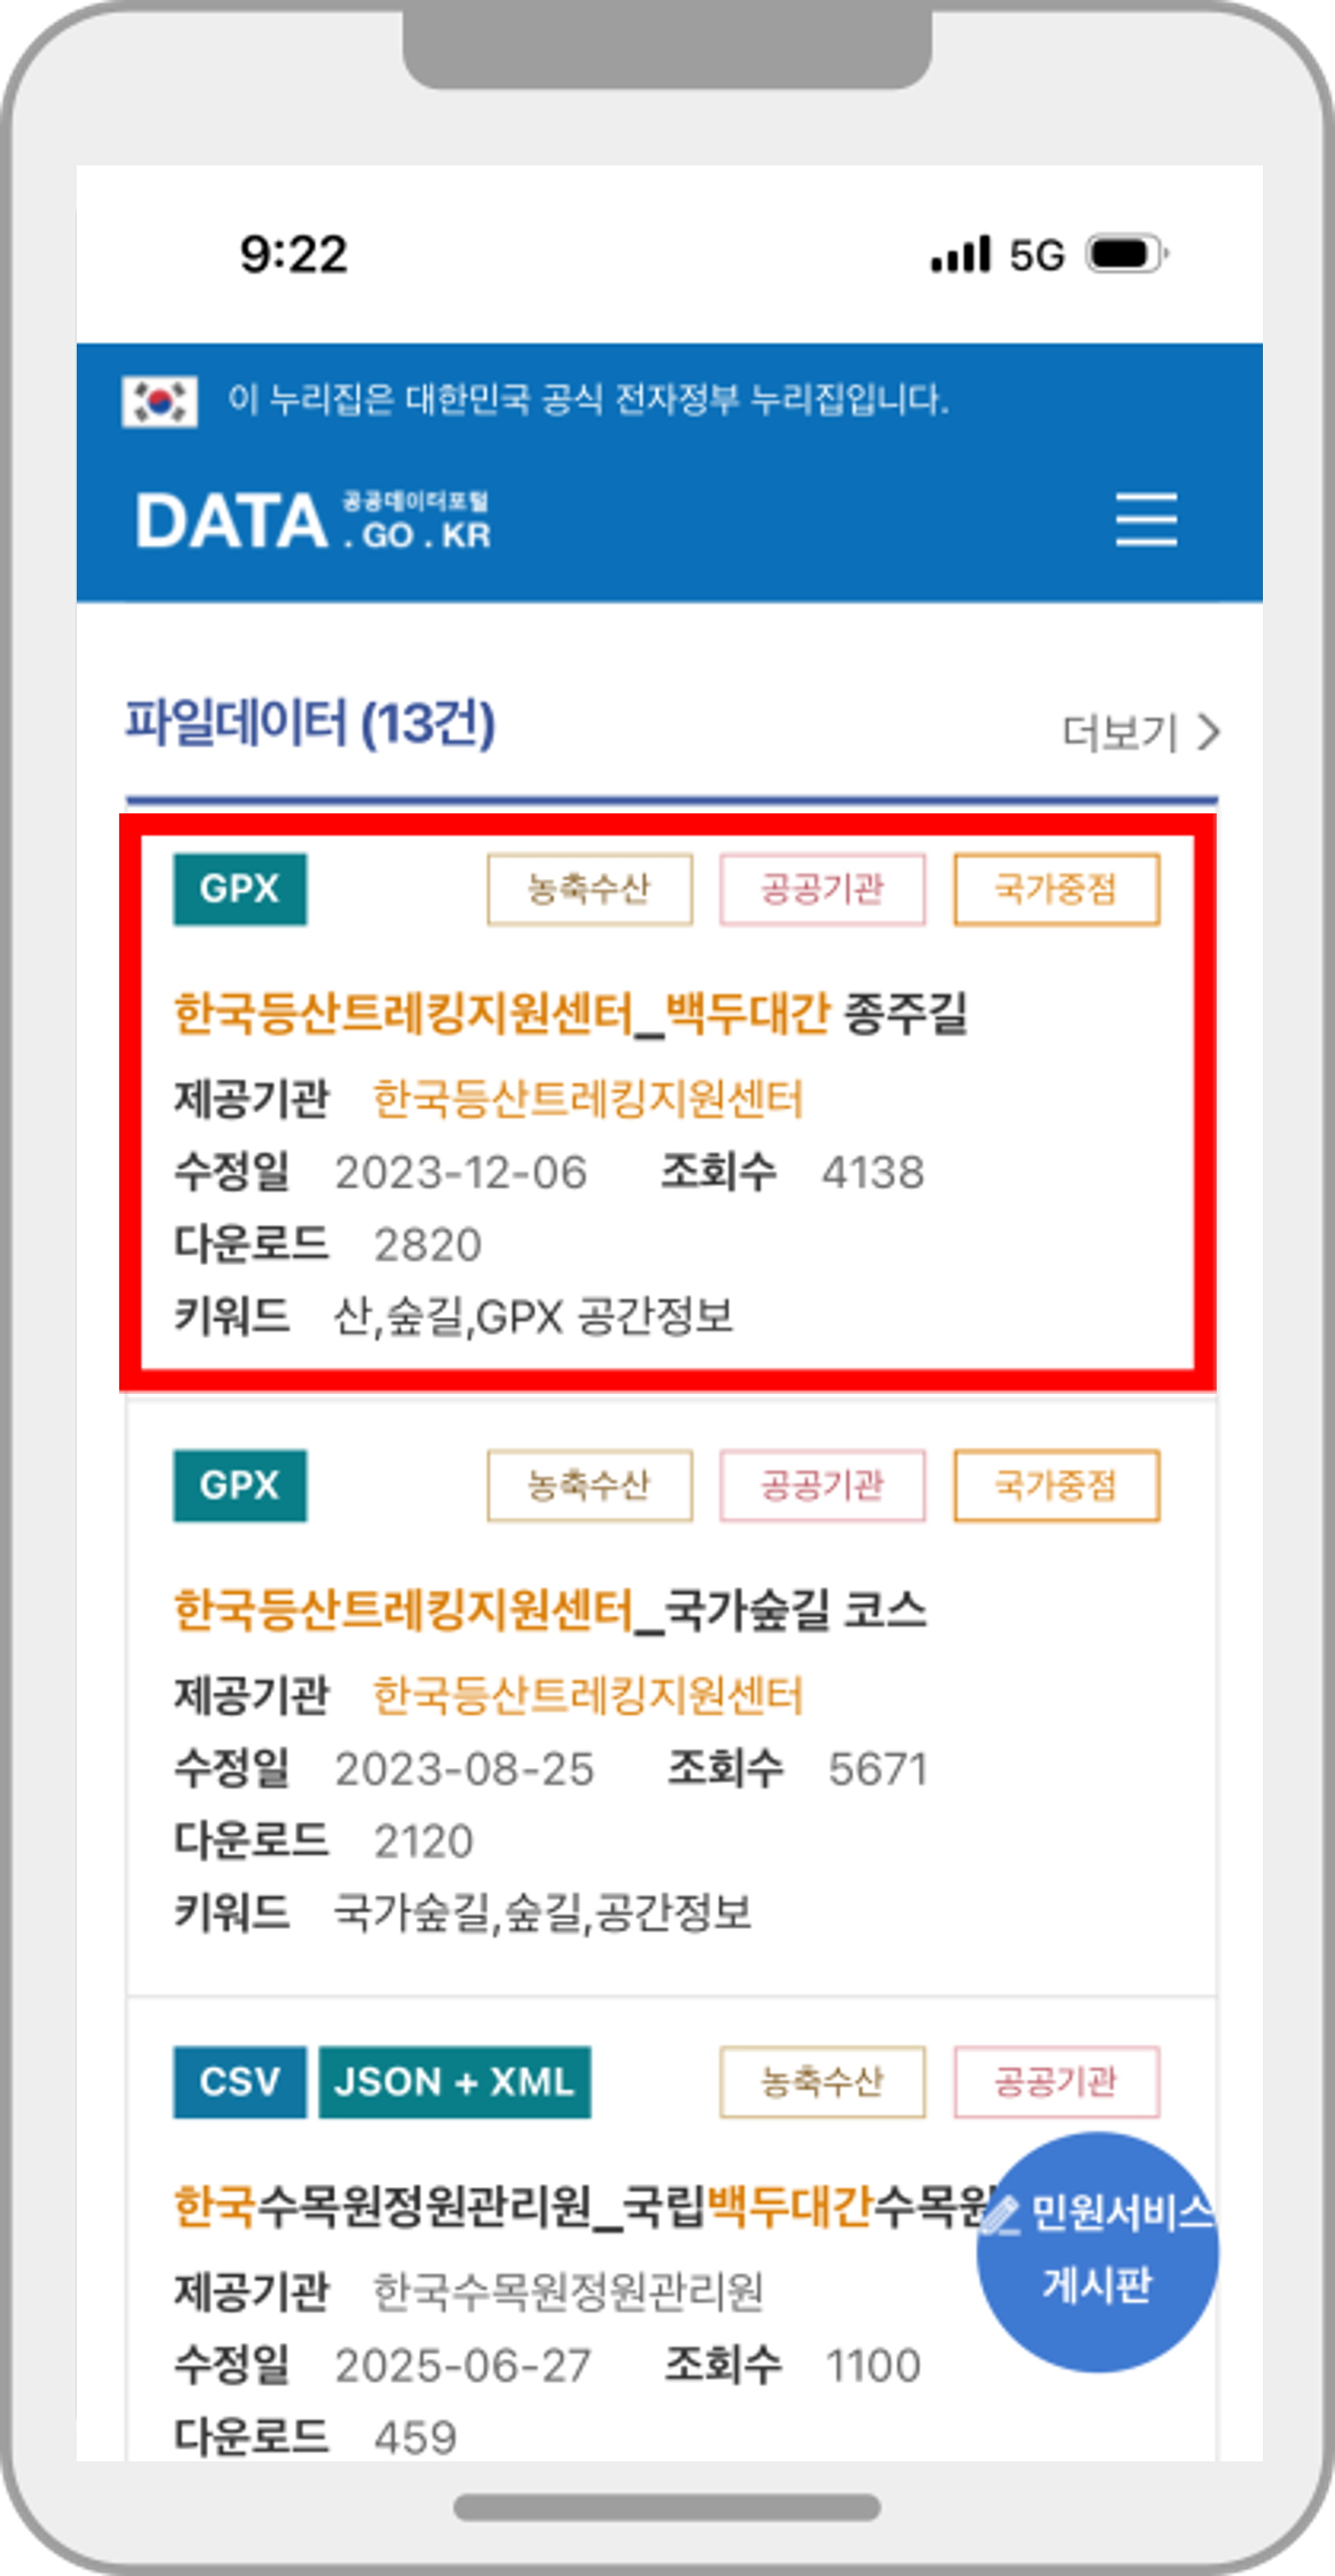 9:22 5G
이 누리집은 대한민국 공식 전자정부 누리집입니다.
DATA 공공데이터포털
. GO . KR
파일데이터 (13건) 더보기
GPX 농축수산 공공기관 국가중점
한국등산트레킹지원센터_백두대간 종주길
제공기관 한국등산트레킹지원센터
수정일 2023-12-06 조회수 4138
다운로드 2820
키워드 산,숲길,GPX 공간정보
GPX 농축수산 공공기관 국가중점
한국등산트레킹지원센터_국가숲길 코스
제공기관 한국등산트레킹지원센터
수정일 2023-08-25 조회수 5671
다운로드 2120
키워드 국가숲길,숲길,공간정보
CSV JSON + XML 농축수산 공공기관
한국수목원정원관리원_국립백두대간수목원
민원서비스
게시판
제공기관 한국수목원정원관리원
수정일 2025-06-27 조회수 1100
다운로드 459